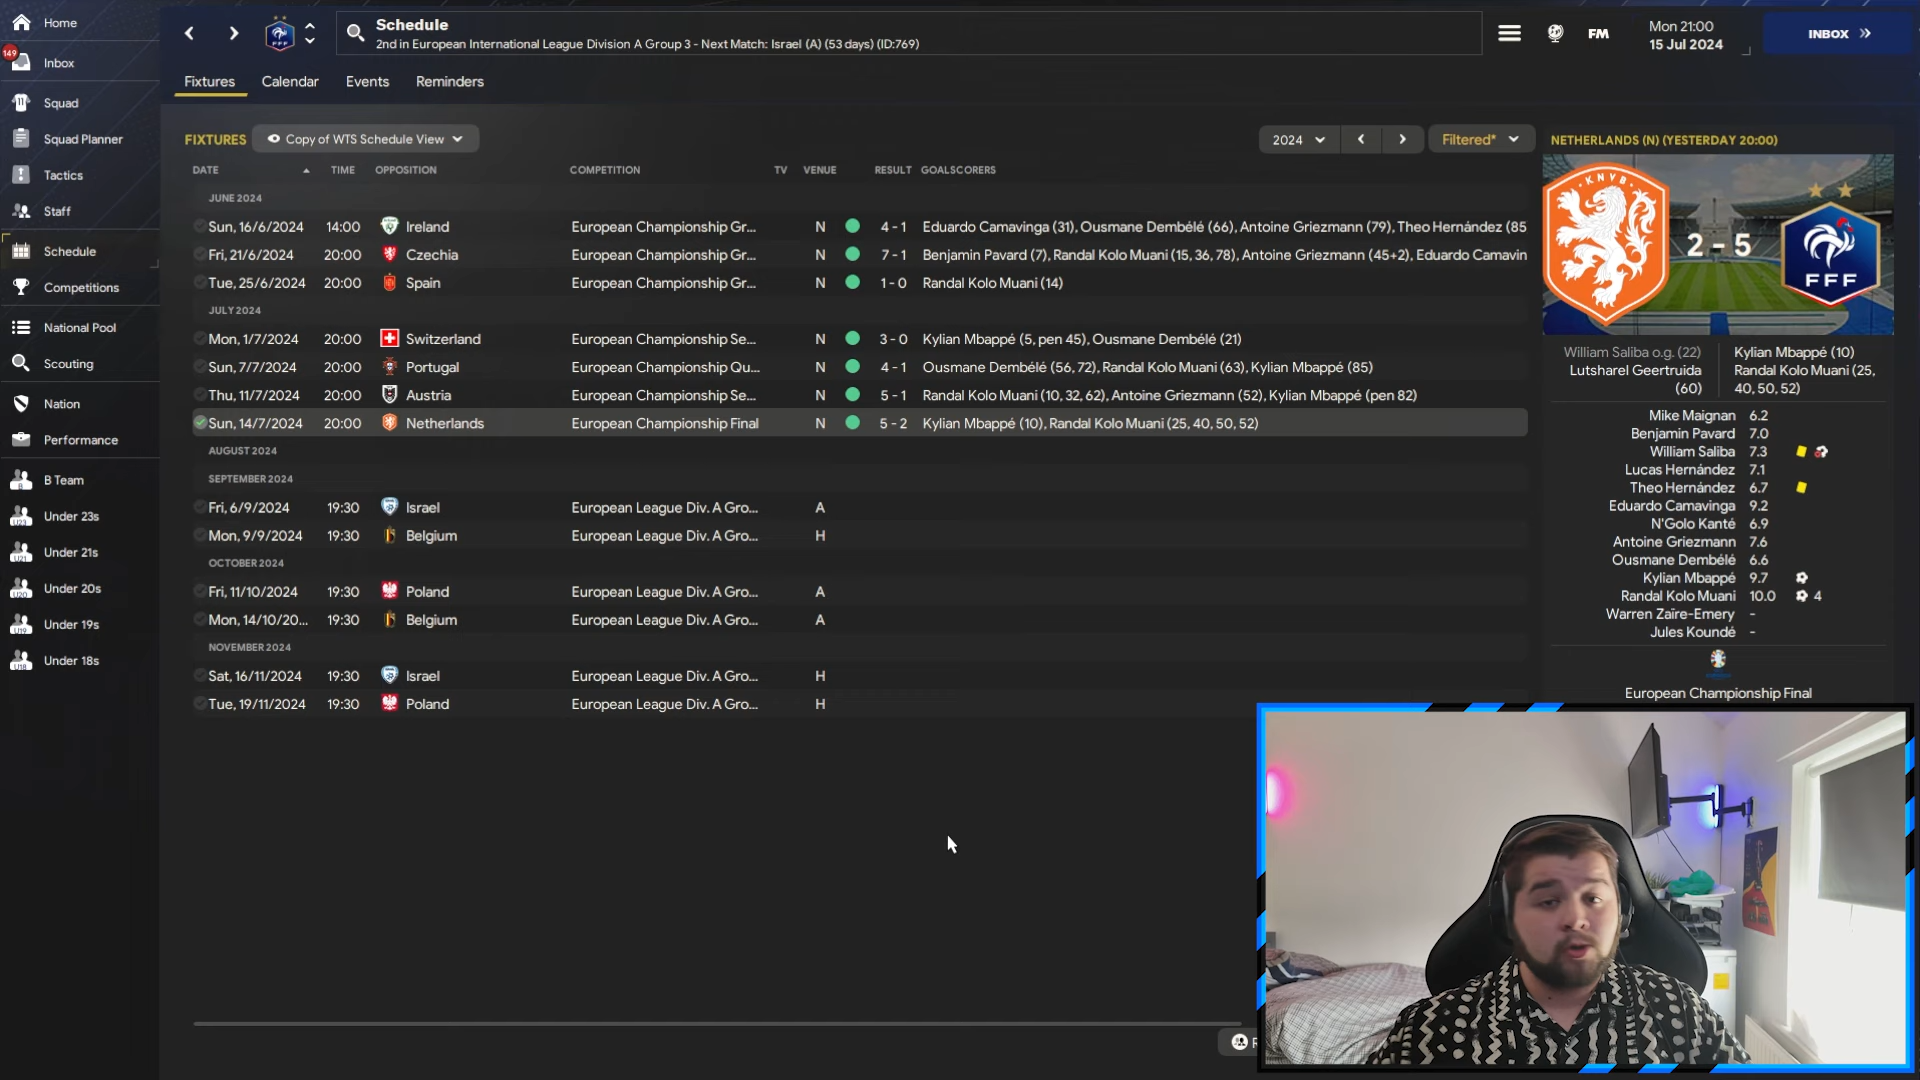 Home
149
Inbox
Squad
Squad Planner
Tactics
Staff
Schedule
Competitions
National Pool
Scouting
Nation
Performance
B Team
Under 23s
Under 21s
Under 20s
Under 19s
Under 18s
FFF
Schedule
2nd in European International League Division A Group 3 - Next Match: Israel (A) (53 days) (ID:769)
FM
Mon 21:00
15 Jul 2024
INBOX
Fixtures Calendar Events Reminders
FIXTURES Copy of WTS Schedule View 2024 Filtered*
DATE TIME OPPOSITION COMPETITION TV VENUE RESULT GOALSCORERS
JUNE 2024
Sun, 16/6/2024 14:00 Ireland European Championship Gr... N 4 - 1 Eduardo Camavinga (31), Ousmane Dembélé (66), Antoine Griezmann (79), Theo Hernández (85
Fri, 21/6/2024 20:00 Czechia European Championship Gr... N 7 - 1 Benjamin Pavard (7), Randal Kolo Muani (15, 36, 78), Antoine Griezmann (45+2), Eduardo Camavin
Tue, 25/6/2024 20:00 Spain European Championship Gr... N 1 - 0 Randal Kolo Muani (14)
JULY 2024
Mon, 1/7/2024 20:00 Switzerland European Championship Se... N 3 - 0 Kylian Mbappé (5, pen 45), Ousmane Dembélé (21)
Sun, 7/7/2024 20:00 Portugal European Championship Qu... N 4 - 1 Ousmane Dembélé (56, 72), Randal Kolo Muani (63), Kylian Mbappé (85)
Thu, 11/7/2024 20:00 Austria European Championship Se... N 5 - 1 Randal Kolo Muani (10, 32, 62), Antoine Griezmann (52), Kylian Mbappé (pen 82)
Sun, 14/7/2024 20:00 Netherlands European Championship Final N 5 - 2 Kylian Mbappé (10), Randal Kolo Muani (25, 40, 50, 52)
AUGUST 2024
SEPTEMBER 2024
Fri, 6/9/2024 19:30 Israel European League Div. A Gro... A
Mon, 9/9/2024 19:30 Belgium European League Div. A Gro... H
OCTOBER 2024
Fri, 11/10/2024 19:30 Poland European League Div. A Gro... A
Mon, 14/10/20... 19:30 Belgium European League Div. A Gro... A
NOVEMBER 2024
Sat, 16/11/2024 19:30 Israel European League Div. A Gro... H
Tue, 19/11/2024 19:30 Poland European League Div. A Gro... H
NETHERLANDS (N) (YESTERDAY 20:00)
KNVB
2 - 5
FFF
William Saliba o.g. (22)
Lutsharel Geertruida
(60)
Kylian Mbappé (10)
Randal Kolo Muani (25,
40, 50, 52)
Mike Maignan 6.2
Benjamin Pavard 7.0
William Saliba 7.3
Lucas Hernández 7.1
Theo Hernández 6.7
Eduardo Camavinga 9.2
N'Golo Kanté 6.9
Antoine Griezmann 7.6
Ousmane Dembélé 6.6
Kylian Mbappé 9.7
Randal Kolo Muani 10.0 4
Warren Zaïre-Emery -
Jules Koundé -
European Championship Final